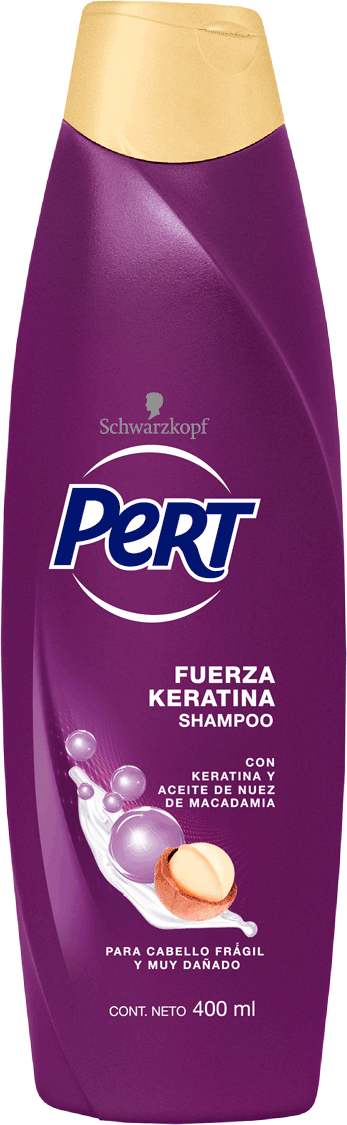 Schwarzkopf
PERT
FUERZA
KERATINA
SHAMPOO
CON
KERATINA Y
ACEITE DE NUEZ
DE MACADAMIA
PARA CABELLO FRÁGIL
Y MUY DAÑADO
CONT. NETO 400 ml